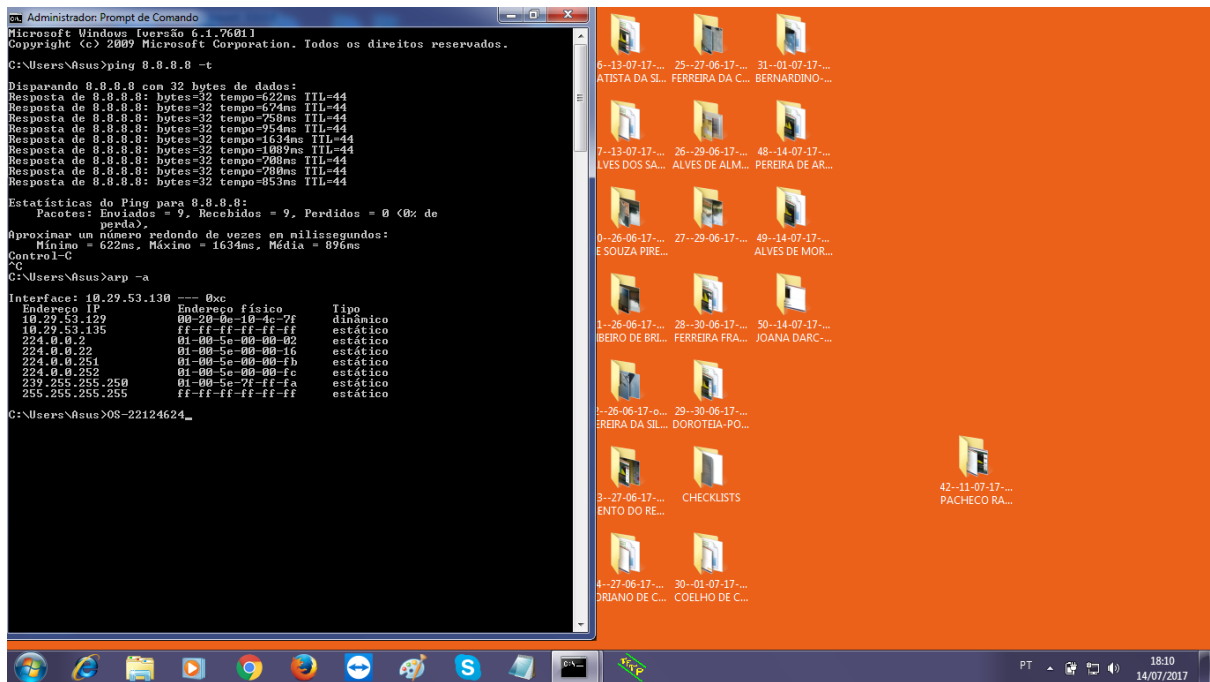 Administrador: Prompt de Comando
Microsoft Windows [versão 6.1.7601]
Copyright (c) 2009 Microsoft Corporation. Todos os direitos reservados.
C:\Users\Asus>ping 8.8.8.8 -t
Disparando 8.8.8.8 com 32 bytes de dados:
Resposta de 8.8.8.8: bytes=32 tempo=622ms TTL=44
Resposta de 8.8.8.8: bytes=32 tempo=674ms TTL=44
Resposta de 8.8.8.8: bytes=32 tempo=758ms TTL=44
Resposta de 8.8.8.8: bytes=32 tempo=954ms TTL=44
Resposta de 8.8.8.8: bytes=32 tempo=1634ms TTL=44
Resposta de 8.8.8.8: bytes=32 tempo=1089ms TTL=44
Resposta de 8.8.8.8: bytes=32 tempo=708ms TTL=44
Resposta de 8.8.8.8: bytes=32 tempo=780ms TTL=44
Resposta de 8.8.8.8: bytes=32 tempo=853ms TTL=44
Estatísticas do Ping para 8.8.8.8:
Pacotes: Enviados = 9, Recebidos = 9, Perdidos = 0 (0% de
perda),
Aproximar um número redondo de vezes em milissegundos:
Mínimo = 622ms, Máximo = 1634ms, Média = 896ms
Control-C
^C
C:\Users\Asus>arp -a
Interface: 10.29.53.130 --- 0xc
Endereço IP Endereço físico Tipo
10.29.53.129 00-20-0e-10-4c-7f dinâmico
10.29.53.135 ff-ff-ff-ff-ff-ff estático
224.0.0.2 01-00-5e-00-00-02 estático
224.0.0.22 01-00-5e-00-00-16 estático
224.0.0.251 01-00-5e-00-00-fb estático
224.0.0.252 01-00-5e-00-00-fc estático
239.255.255.250 01-00-5e-7f-ff-fa estático
255.255.255.255 ff-ff-ff-ff-ff-ff estático
C:\Users\Asus>OS-22124624_
6--13-07-17-... 25--27-06-17-... 31--01-07-17-...
ATISTA DA SI... FERREIRA DA C... BERNARDINO-...
7--13-07-17-... 26--29-06-17-... 48--14-07-17-...
LVES DOS SA... ALVES DE ALM... PEREIRA DE AR...
0--26-06-17-... 27--29-06-17-... 49--14-07-17-...
E SOUZA PIRE... ALVES DE MOR...
1--26-06-17-... 28--30-06-17-... 50--14-07-17-...
IBEIRO DE BRI... FERREIRA FRA... JOANA DARC-...
2--26-06-17-o... 29--30-06-17-...
EREIRA DA SIL... DOROTEIA-PO...
3--27-06-17-... CHECKLISTS
ENTO DO RE...
42--11-07-17-...
PACHECO RA...
4--27-06-17-... 30--01-07-17-...
ORIANO DE C... COELHO DE C...
PT
18:10
14/07/2017